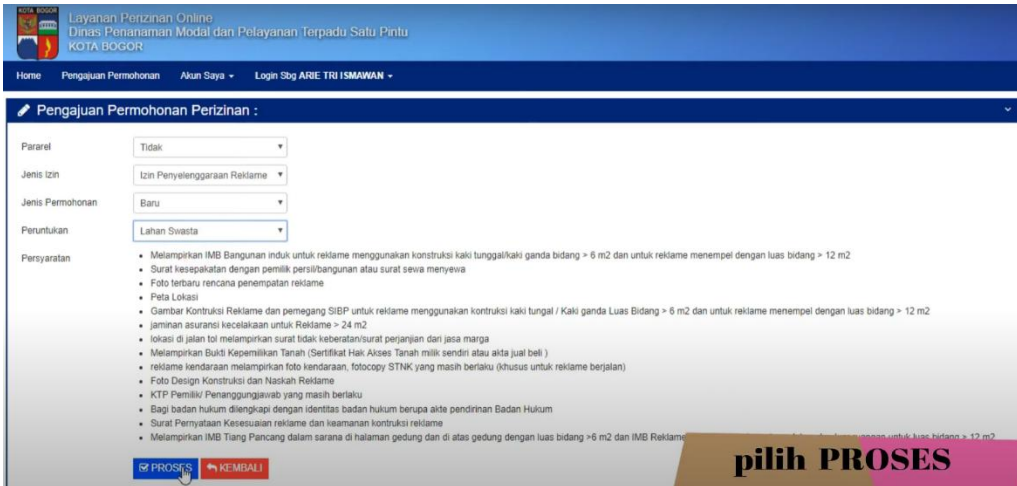 KOTA BOGOR
Layanan Perizinan Online
Dinas Penanaman Modal dan Pelayanan Terpadu Satu Pintu
KOTA BOGOR
Home Pengajuan Permohonan Akun Saya Login Sbg ARIE TRI ISMAWAN
Pengajuan Permohonan Perizinan :
Pararel Tidak
Jenis Izin Izin Penyelenggaraan Reklame
Jenis Permohonan Baru
Peruntukan Lahan Swasta
Persyaratan
• Melampirkan IMB Bangunan induk untuk reklame menggunakan konstruksi kaki tunggal/kaki ganda bidang > 6 m2 dan untuk reklame menempel dengan luas bidang > 12 m2
• Surat kesepakatan dengan pemilik persil/bangunan atau surat sewa menyewa
• Foto terbaru rencana penempatan reklame
• Peta Lokasi
• Gambar Kontruksi Reklame dan pemegang SIBP untuk reklame menggunakan kontruksi kaki tungal / Kaki ganda Luas Bidang > 6 m2 dan untuk reklame menempel dengan luas bidang > 12 m2
• jaminan asuransi kecelakaan untuk Reklame > 24 m2
• lokasi di jalan tol melampirkan surat tidak keberatan/surat perjanjian dari jasa marga
• Melampirkan Bukti Kepemilikan Tanah (Sertifikat Hak Akses Tanah milik sendiri atau akta jual beli )
• reklame kendaraan melampirkan foto kendaraan, fotocopy STNK yang masih berlaku (khusus untuk reklame berjalan)
• Foto Design Konstruksi dan Naskah Reklame
• KTP Pemilik/ Penanggungjawab yang masih berlaku
• Bagi badan hukum dilengkapi dengan identitas badan hukum berupa akte pendirinan Badan Hukum
• Surat Pernyataan Kesesuaian reklame dan keamanan kontruksi reklame
• Melampirkan IMB Tiang Pancang dalam sarana di halaman gedung dan di atas gedung dengan luas bidang >6 m2 dan IMB Reklame untuk luas bidang > 12 m2
PROSES KEMBALI
pilih PROSES